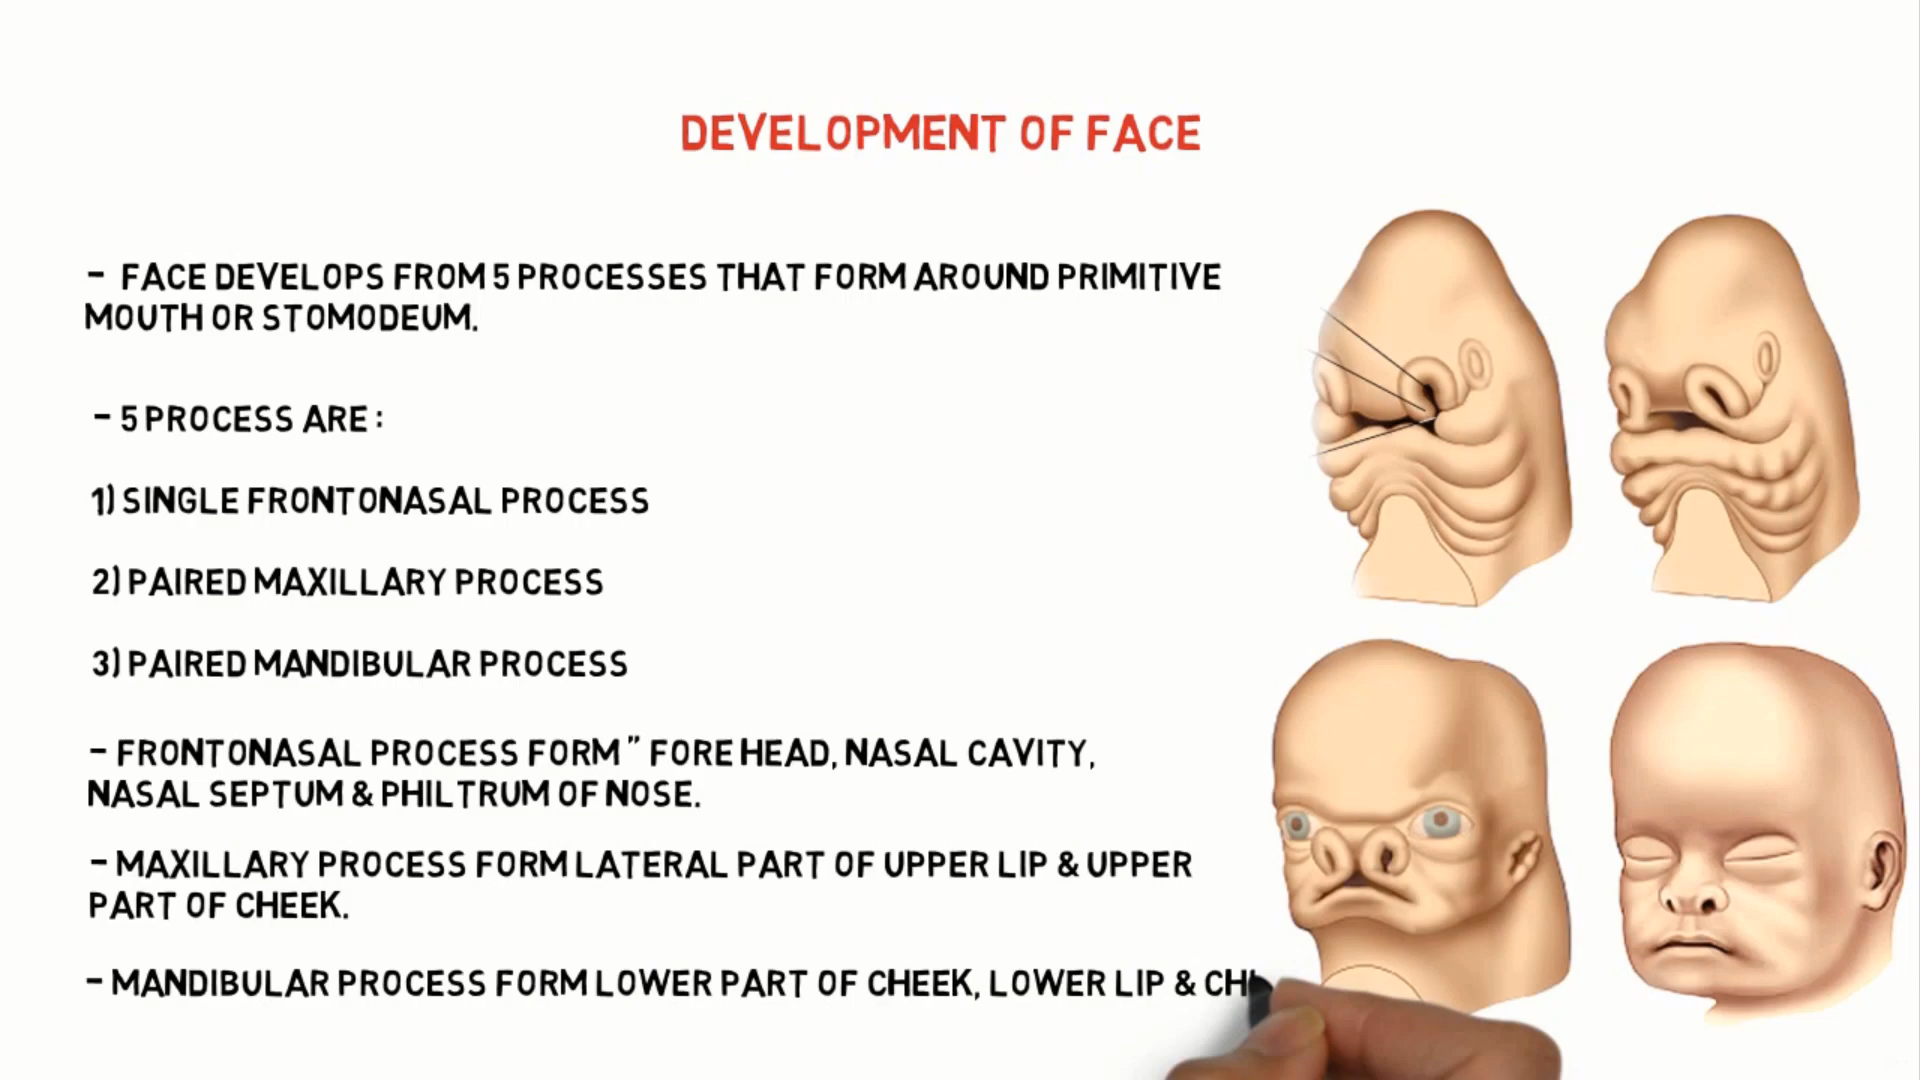 DEVELOPMENT OF FACE
- FACE DEVELOPS FROM 5 PROCESSES THAT FORM AROUND PRIMITIVE
MOUTH OR STOMODEUM.
- 5 PROCESS ARE :
1) SINGLE FRONTONASAL PROCESS
2) PAIRED MAXILLARY PROCESS
3) PAIRED MANDIBULAR PROCESS
- FRONTONASAL PROCESS FORM " FORE HEAD, NASAL CAVITY,
NASAL SEPTUM & PHILTRUM OF NOSE.
- MAXILLARY PROCESS FORM LATERAL PART OF UPPER LIP & UPPER
PART OF CHEEK.
- MANDIBULAR PROCESS FORM LOWER PART OF CHEEK, LOWER LIP &